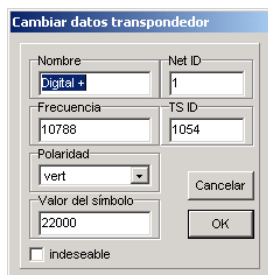 Cambiar datos transpondedor
Nombre
Net ID
Digital +
1
Frecuencia
TS ID
10788
1054
Polaridad
vert
Cancelar
Valor del símbolo
22000
OK
indeseable